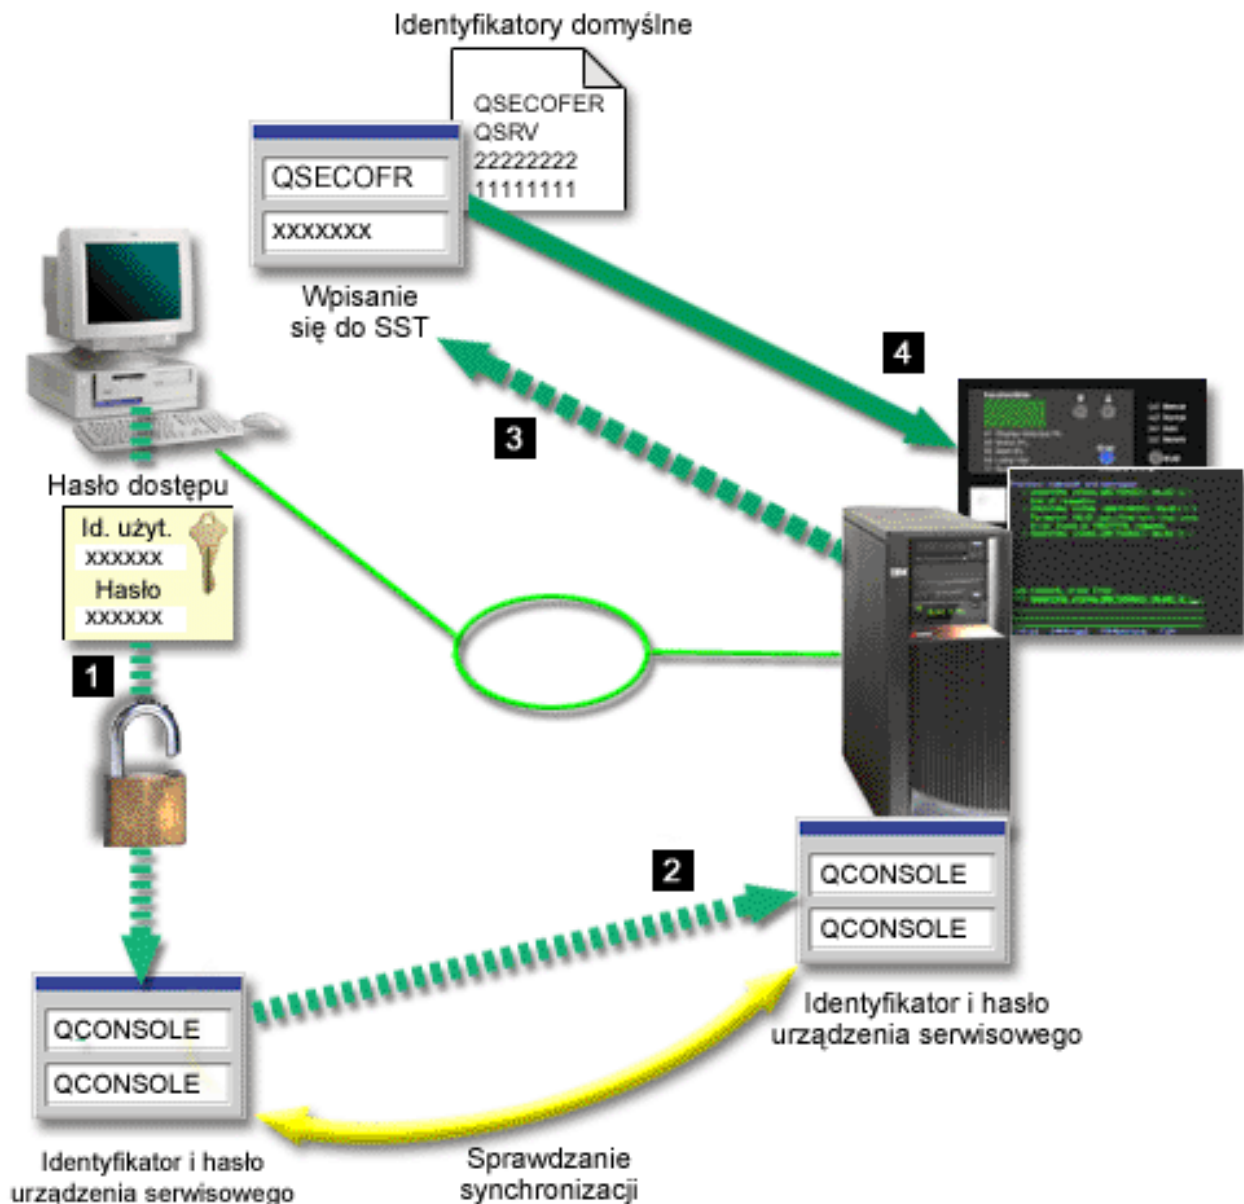 Identyfikatory domyślne
QSECOFER
QSRV
22222222
11111111
QSECOFR
xxxxxxx
Wpisanie
się do SST
4
3
Hasło dostępu
Id. użyt.
xxxxxx
Hasło
xxxxxx
1
IBM
2
QCONSOLE
QCONSOLE
Identyfikator i hasło
urządzenia serwisowego
QCONSOLE
QCONSOLE
Identyfikator i hasło
urządzenia serwisowego
Sprawdzanie
synchronizacji